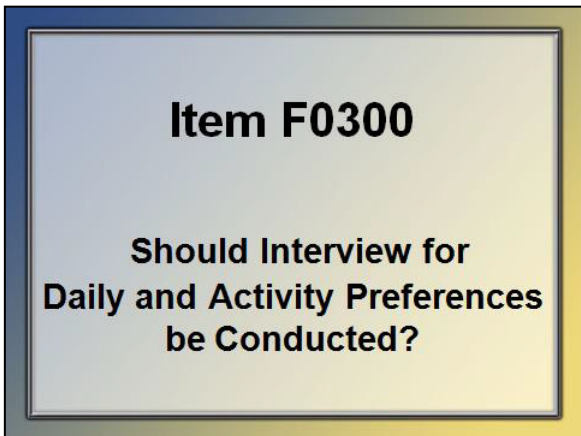 Item F0300
Should Interview for
Daily and Activity Preferences
be Conducted?